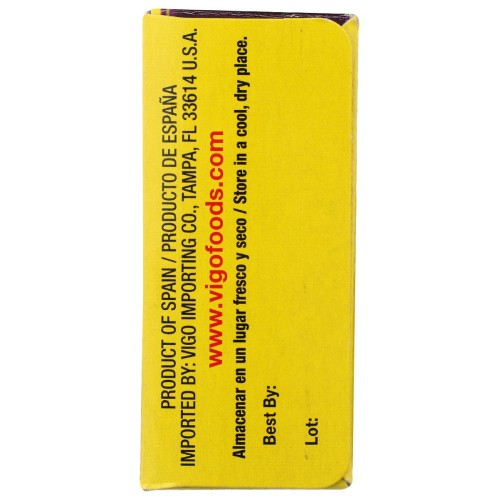 PRODUCT OF SPAIN / PRODUCTO DE ESPAÑA
IMPORTED BY: VIGO IMPORTING CO., TAMPA, FL 33614 U.S.A.
www.vigofoods.com
Almacenar en un lugar fresco y seco / Store in a cool, dry place.
Best By:
Lot: